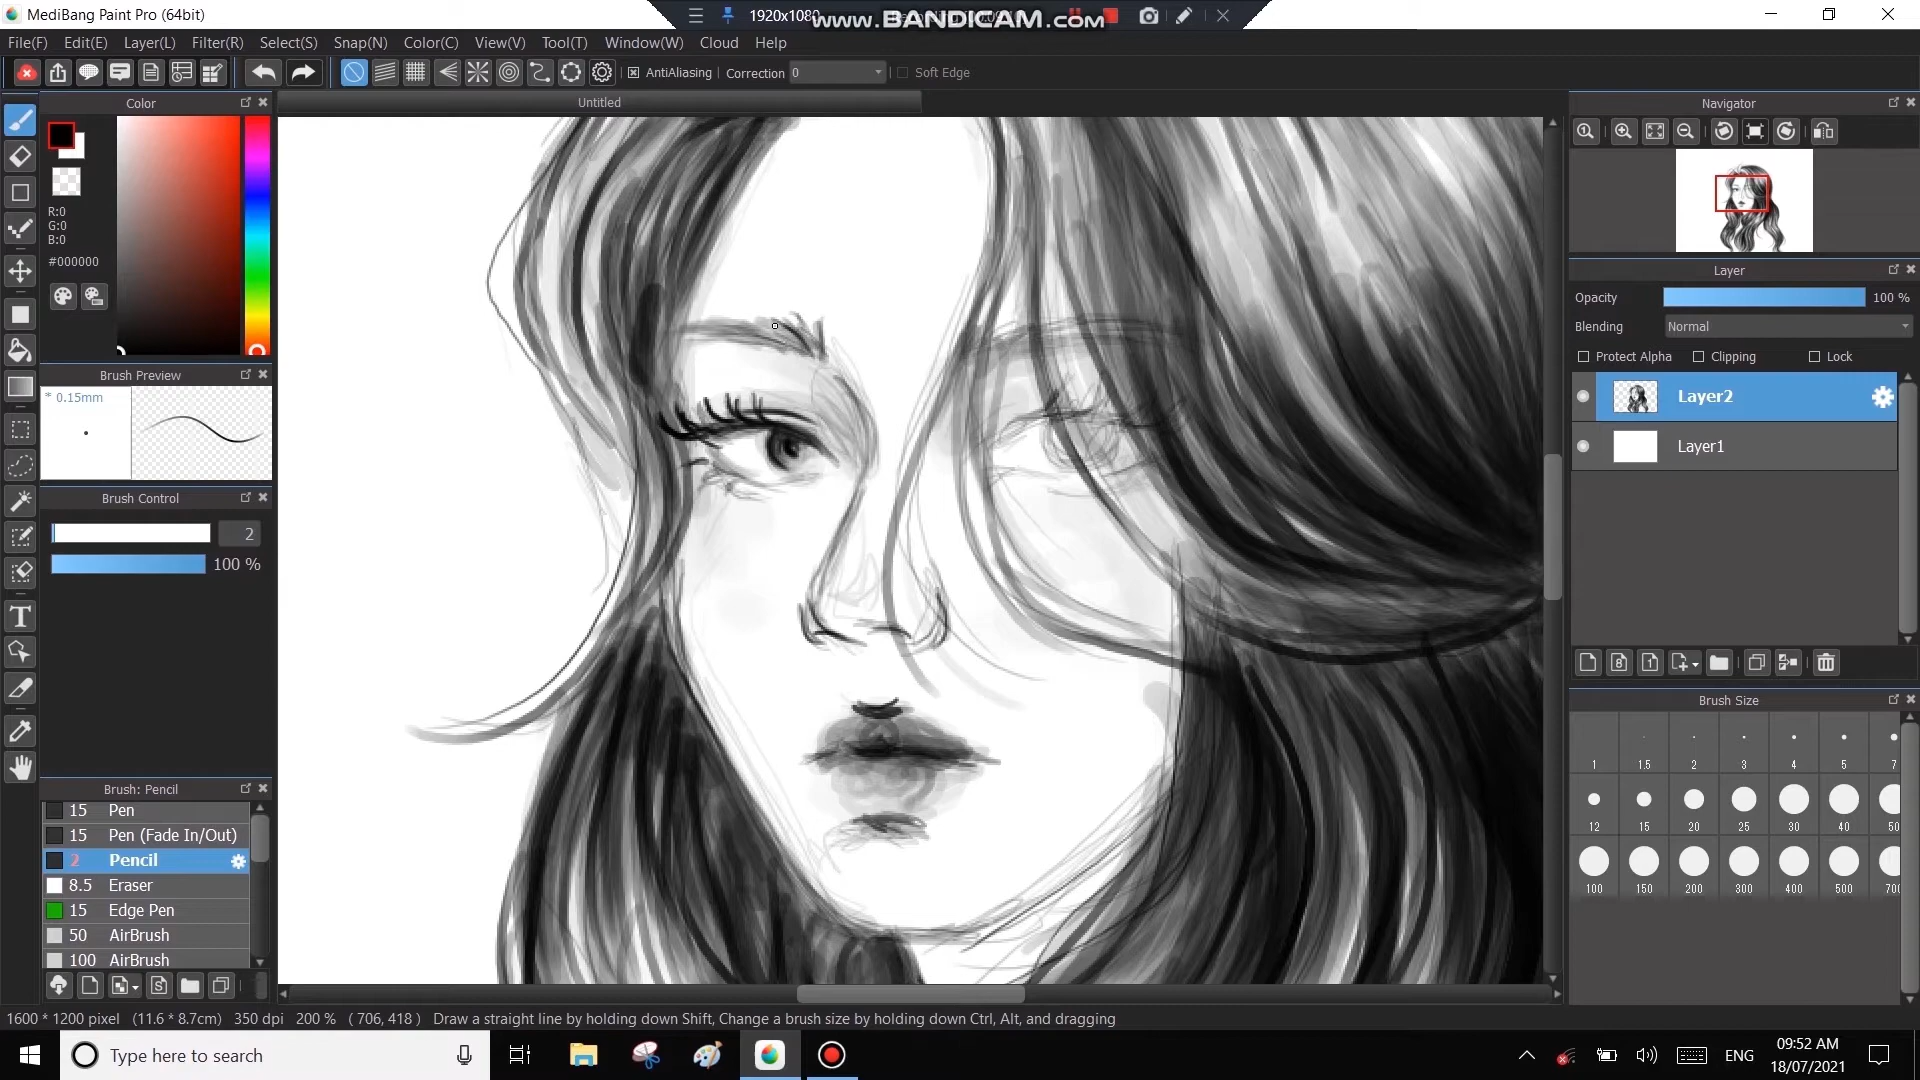 MediBang Paint Pro (64bit)
1920x1080
www.BANDICAM.com
File(F) Edit(E) Layer(L) Filter(R) Select(S) Snap(N) Color(C) View(V) Tool(T) Window(W) Cloud Help
AntiAliasing Correction 0 Soft Edge
Color
Untitled
Navigator
R:0
G:0
B:0
#000000
Layer
Opacity 100 %
Blending Normal
Protect Alpha Clipping Lock
Brush Preview
* 0.15mm
Layer2
Layer1
Brush Control
2
100 %
Brush Size
1 1.5 2 3 4 5 7
12 15 20 25 30 40 50
100 150 200 300 400 500 700
Brush: Pencil
15 Pen
15 Pen (Fade In/Out)
2 Pencil
8.5 Eraser
15 Edge Pen
50 AirBrush
100 AirBrush
1600 * 1200 pixel (11.6 * 8.7cm) 350 dpi 200 % ( 706, 418 ) Draw a straight line by holding down Shift, Change a brush size by holding down Ctrl, Alt, and dragging
Type here to search
ENG
09:52 AM
18/07/2021